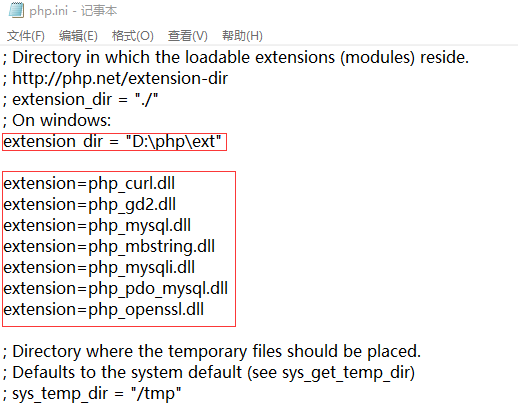 php.ini - 记事本
文件(F) 编辑(E) 格式(O) 查看(V) 帮助(H)
; Directory in which the loadable extensions (modules) reside.
; http://php.net/extension-dir
; extension_dir = "./"
; On windows:
extension_dir = "D:\php\ext"
extension=php_curl.dll
extension=php_gd2.dll
extension=php_mysql.dll
extension=php_mbstring.dll
extension=php_mysqli.dll
extension=php_pdo_mysql.dll
extension=php_openssl.dll
; Directory where the temporary files should be placed.
; Defaults to the system default (see sys_get_temp_dir)
; sys_temp_dir = "/tmp"